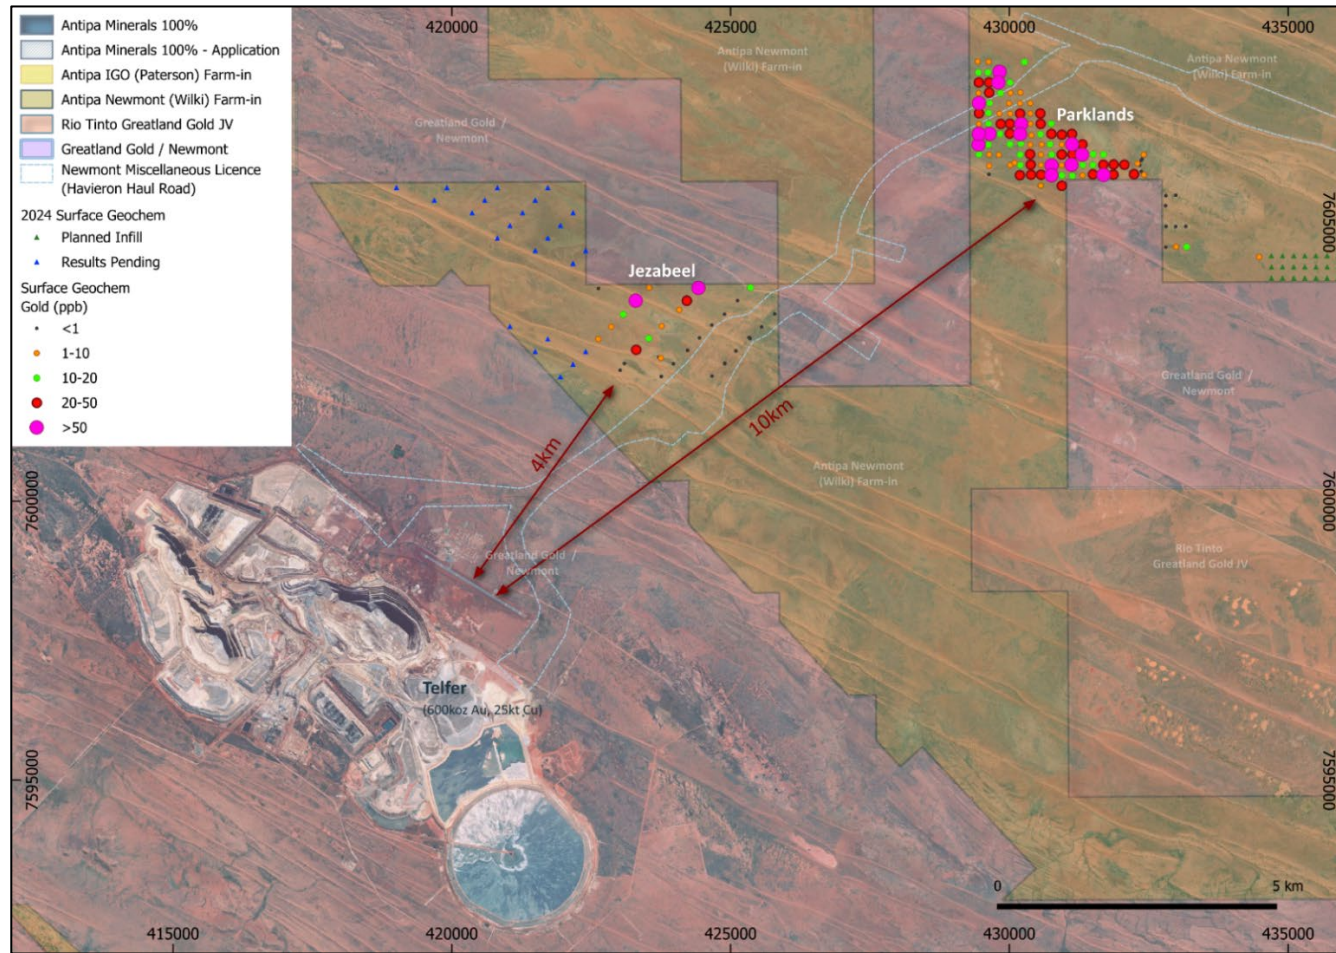 Antipa Minerals 100%
Antipa Minerals 100% - Application
Antipa IGO (Paterson) Farm-in
Antipa Newmont (Wilki) Farm-in
Rio Tinto Greatland Gold JV
Greatland Gold / Newmont
Newmont Miscellaneous Licence
(Havieron Haul Road)
2024 Surface Geochem
Planned Infill
Results Pending
Surface Geochem
Gold (ppb)
<1
1-10
10-20
20-50
>50
420000
425000
430000
435000
Antipa Newmont
(Wilki) Farm-in
Antipa Newmont
(Wilki) Farm-in
Greatland Gold /
Newmont
Parklands
7605000
Jezabeel
Greatland Gold /
Newmont
10km
4km
Antipa Newmont
(Wilki) Farm-in
7600000
7600000
Greatland Gold /
Newmont
Rio Tinto
Greatland Gold JV
Telfer
(600koz Au, 25kt Cu)
7595000
7595000
0
5 km
415000
420000
425000
430000
435000